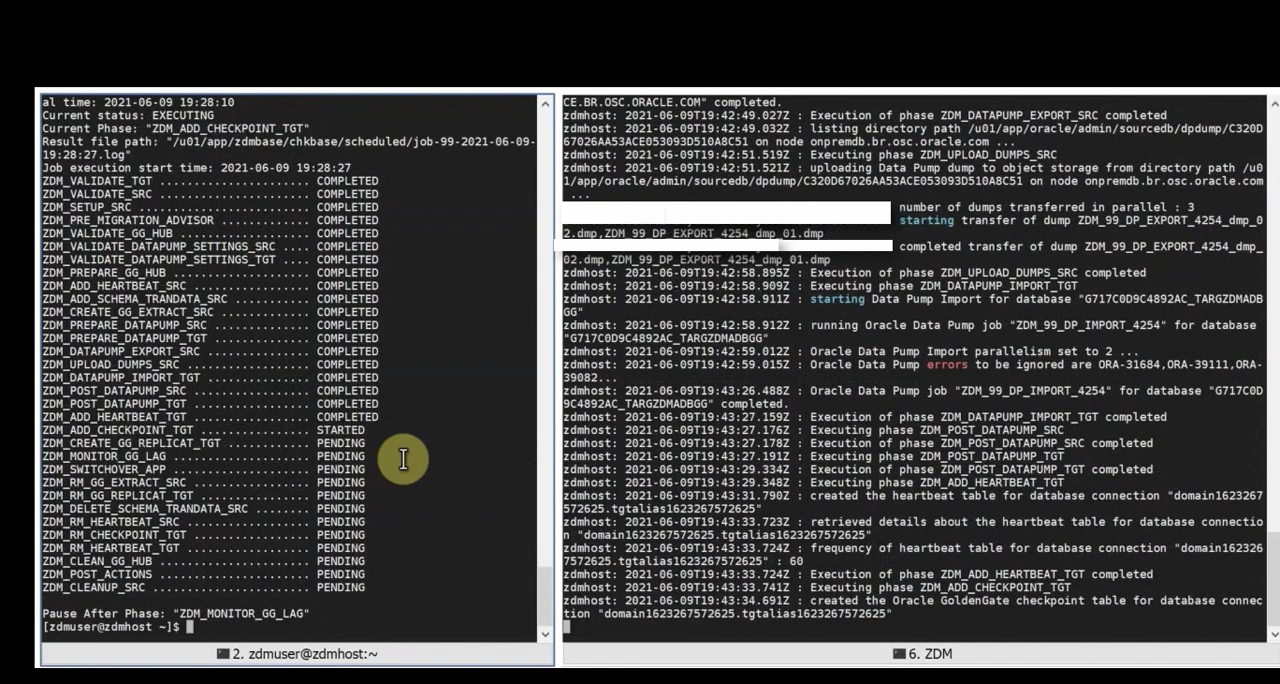 al time: 2021-06-09 19:28:10
Current status: EXECUTING
Current Phase: "ZDM_ADD_CHECKPOINT_TGT"
Result file path: "/u01/app/zdmbase/chkbase/scheduled/job-99-2021-06-09-
19:28:27.log"
Job execution start time: 2021-06-09 19:28:27
ZDM_VALIDATE_TGT ...................... COMPLETED
ZDM_VALIDATE_SRC ...................... COMPLETED
ZDM_SETUP_SRC ......................... COMPLETED
ZDM_PRE_MIGRATION_ADVISOR ............. COMPLETED
ZDM_VALIDATE_GG_HUB ................... COMPLETED
ZDM_VALIDATE_DATAPUMP_SETTINGS_SRC .... COMPLETED
ZDM_VALIDATE_DATAPUMP_SETTINGS_TGT .... COMPLETED
ZDM_PREPARE_GG_HUB .................... COMPLETED
ZDM_ADD_HEARTBEAT_SRC ................. COMPLETED
ZDM_ADD_SCHEMA_TRANDATA_SRC ........... COMPLETED
ZDM_CREATE_GG_EXTRACT_SRC ............. COMPLETED
ZDM_PREPARE_DATAPUMP_SRC .............. COMPLETED
ZDM_PREPARE_DATAPUMP_TGT .............. COMPLETED
ZDM_DATAPUMP_EXPORT_SRC ............... COMPLETED
ZDM_UPLOAD_DUMPS_SRC .................. COMPLETED
ZDM_DATAPUMP_IMPORT_TGT ............... COMPLETED
ZDM_POST_DATAPUMP_SRC ................. COMPLETED
ZDM_POST_DATAPUMP_TGT ................. COMPLETED
ZDM_ADD_HEARTBEAT_TGT ................. COMPLETED
ZDM_ADD_CHECKPOINT_TGT ................ STARTED
ZDM_CREATE_GG_REPLICAT_TGT ............ PENDING
ZDM_MONITOR_GG_LAG .................... PENDING
ZDM_SWITCHOVER_APP .................... PENDING
ZDM_RM_GG_EXTRACT_SRC ................. PENDING
ZDM_RM_GG_REPLICAT_TGT ................ PENDING
ZDM_DELETE_SCHEMA_TRANDATA_SRC ........ PENDING
ZDM_RM_HEARTBEAT_SRC .................. PENDING
ZDM_RM_CHECKPOINT_TGT ................. PENDING
ZDM_RM_HEARTBEAT_TGT .................. PENDING
ZDM_CLEAN_GG_HUB ...................... PENDING
ZDM_POST_ACTIONS ...................... PENDING
ZDM_CLEANUP_SRC ....................... PENDING
Pause After Phase: "ZDM_MONITOR_GG_LAG"
[zdmuser@zdmhost ~]$
2. zdmuser@zdmhost:~
CE.BR.OSC.ORACLE.COM" completed.
zdmhost: 2021-06-09T19:42:49.027Z : Execution of phase ZDM_DATAPUMP_EXPORT_SRC completed
zdmhost: 2021-06-09T19:42:49.032Z : listing directory path /u01/app/oracle/admin/sourcedb/dpdump/C320D
67026AA53ACE053093D510A8C51 on node onpremdb.br.osc.oracle.com ...
zdmhost: 2021-06-09T19:42:51.519Z : Executing phase ZDM_UPLOAD_DUMPS_SRC
zdmhost: 2021-06-09T19:42:51.520Z : uploading Data Pump dump to object storage from directory path /u0
1/app/oracle/admin/sourcedb/dpdump/C320D67026AA53ACE053093D510A8C51 on node onpremdb.br.osc.oracle.com
...
number of dumps transferred in parallel : 3
starting transfer of dump ZDM_99_DP_EXPORT_4254_dmp_0
2.dmp,ZDM_99_DP_EXPORT_4254_dmp_01.dmp
completed transfer of dump ZDM_99_DP_EXPORT_4254_dmp_
02.dmp,ZDM_99_DP_EXPORT_4254_dmp_01.dmp
zdmhost: 2021-06-09T19:42:58.895Z : Execution of phase ZDM_UPLOAD_DUMPS_SRC completed
zdmhost: 2021-06-09T19:42:58.909Z : Executing phase ZDM_DATAPUMP_IMPORT_TGT
zdmhost: 2021-06-09T19:42:58.911Z : starting Data Pump Import for database "G717C0D9C4892AC_TARGZDMADB
GG"
zdmhost: 2021-06-09T19:42:58.912Z : running Oracle Data Pump job "ZDM_99_DP_IMPORT_4254" for database
"G717C0D9C4892AC_TARGZDMADBGG"
zdmhost: 2021-06-09T19:42:59.012Z : Oracle Data Pump Import parallelism set to 2 ...
zdmhost: 2021-06-09T19:42:59.015Z : Oracle Data Pump errors to be ignored are ORA-31684,ORA-39111,ORA-
39082...
zdmhost: 2021-06-09T19:43:26.488Z : Oracle Data Pump job "ZDM_99_DP_IMPORT_4254" for database "G717C0D
9C4892AC_TARGZDMADBGG" completed.
zdmhost: 2021-06-09T19:43:27.159Z : Execution of phase ZDM_DATAPUMP_IMPORT_TGT completed
zdmhost: 2021-06-09T19:43:27.176Z : Executing phase ZDM_POST_DATAPUMP_SRC
zdmhost: 2021-06-09T19:43:27.178Z : Execution of phase ZDM_POST_DATAPUMP_SRC completed
zdmhost: 2021-06-09T19:43:27.191Z : Executing phase ZDM_POST_DATAPUMP_TGT
zdmhost: 2021-06-09T19:43:29.334Z : Execution of phase ZDM_POST_DATAPUMP_TGT completed
zdmhost: 2021-06-09T19:43:29.348Z : Executing phase ZDM_ADD_HEARTBEAT_TGT
zdmhost: 2021-06-09T19:43:31.790Z : created the heartbeat table for database connection "domain1623267
572625.tgtalias1623267572625"
zdmhost: 2021-06-09T19:43:33.723Z : retrieved details about the heartbeat table for database connectio
n "domain1623267572625.tgtalias1623267572625"
zdmhost: 2021-06-09T19:43:33.724Z : frequency of heartbeat table for database connection "domain162326
7572625.tgtalias1623267572625" : 60
zdmhost: 2021-06-09T19:43:33.724Z : Execution of phase ZDM_ADD_HEARTBEAT_TGT completed
zdmhost: 2021-06-09T19:43:33.741Z : Executing phase ZDM_ADD_CHECKPOINT_TGT
zdmhost: 2021-06-09T19:43:34.691Z : created the Oracle GoldenGate checkpoint table for database connec
tion "domain1623267572625.tgtalias1623267572625"
6. ZDM